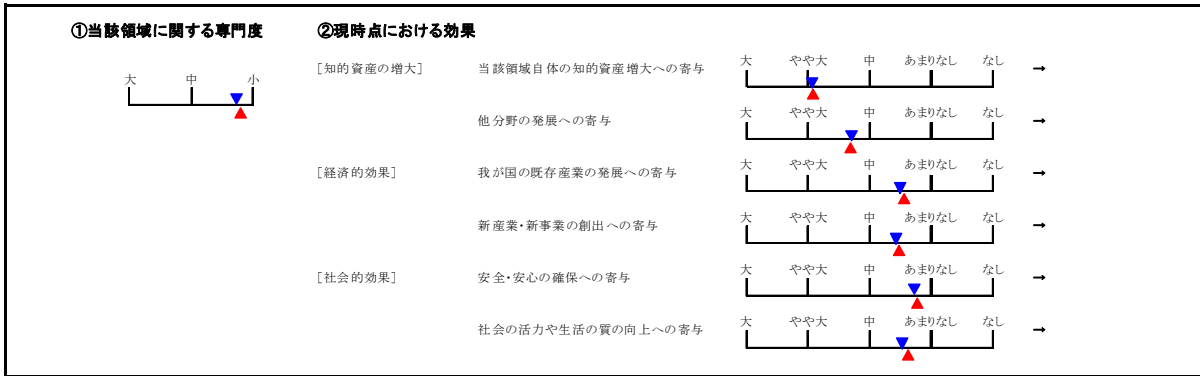 ①当該領域に関する専門度 ②現時点における効果
大 中 小
[知的資産の増大] 当該領域自体の知的資産増大への寄与 大 やや大 中 あまりなし なし →
他分野の発展への寄与 大 やや大 中 あまりなし なし →
[経済的効果] 我が国の既存産業の発展への寄与 大 やや大 中 あまりなし なし →
新産業・新事業の創出への寄与 大 やや大 中 あまりなし なし →
[社会的効果] 安全・安心の確保への寄与 大 やや大 中 あまりなし なし →
社会の活力や生活の質の向上への寄与 大 やや大 中 あまりなし なし →